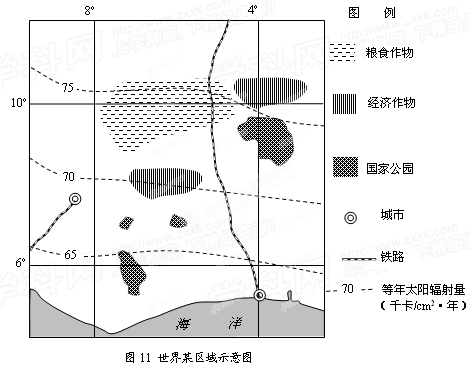 8°
4°
图 例
75
粮食作物
10°
经济作物
70
国家公园
城市
6°
65
铁路
70
等年太阳辐射量
(千卡/cm²·年)
海 洋
图 11 世界某区域示意图